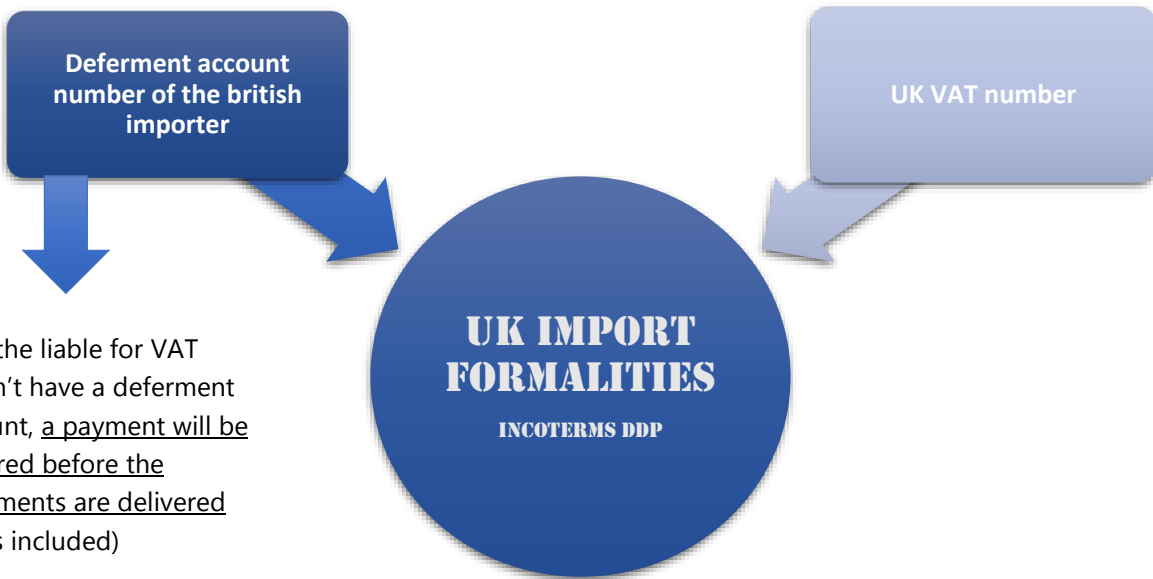 Deferment account
number of the british
importer
UK VAT number
UK IMPORT
FORMALITIES
INCOTERMS DDP
the liable for VAT
n't have a deferment
unt, a payment will be
red before the
ments are delivered
s included)